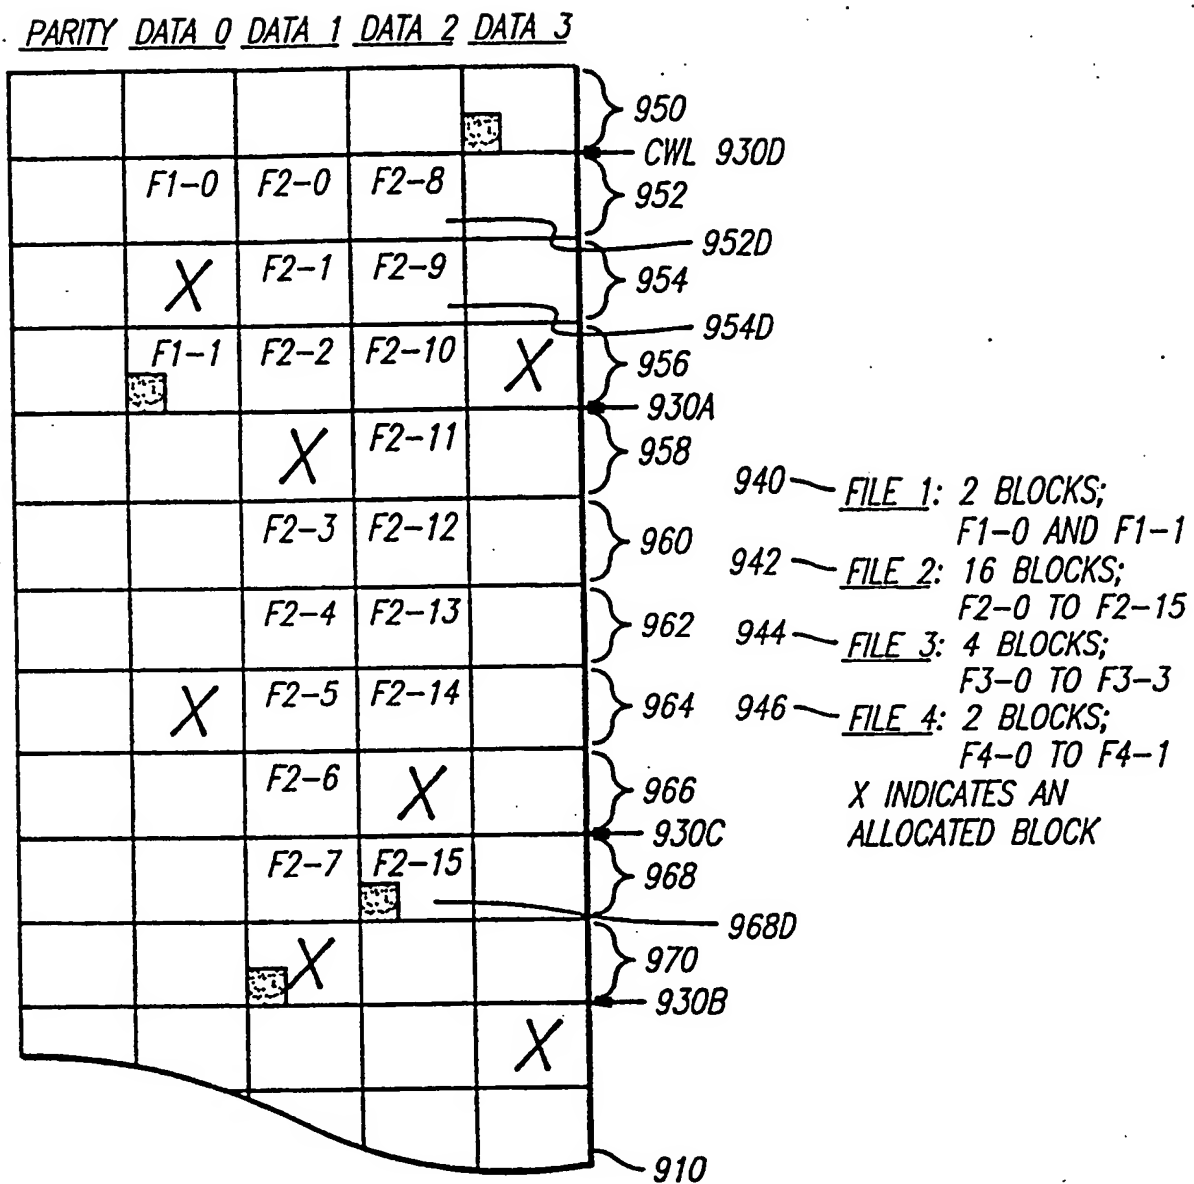 PARITY DATA 0 DATA 1 DATA 2 DATA 3
950
CWL 930D
F1-0 F2-0 F2-8 952
952D
X F2-1 F2-9 954
954D
F1-1 F2-2 F2-10 X 956
930A
X F2-11 958
F2-3 F2-12 960
F2-4 F2-13 962
X F2-5 F2-14 964
F2-6 X 966
930C
F2-7 F2-15 968
968D
X 970
930B
X
910
940 FILE 1: 2 BLOCKS;
F1-0 AND F1-1
942 FILE 2: 16 BLOCKS;
F2-0 TO F2-15
944 FILE 3: 4 BLOCKS;
F3-0 TO F3-3
946 FILE 4: 2 BLOCKS;
F4-0 TO F4-1
X INDICATES AN
ALLOCATED BLOCK